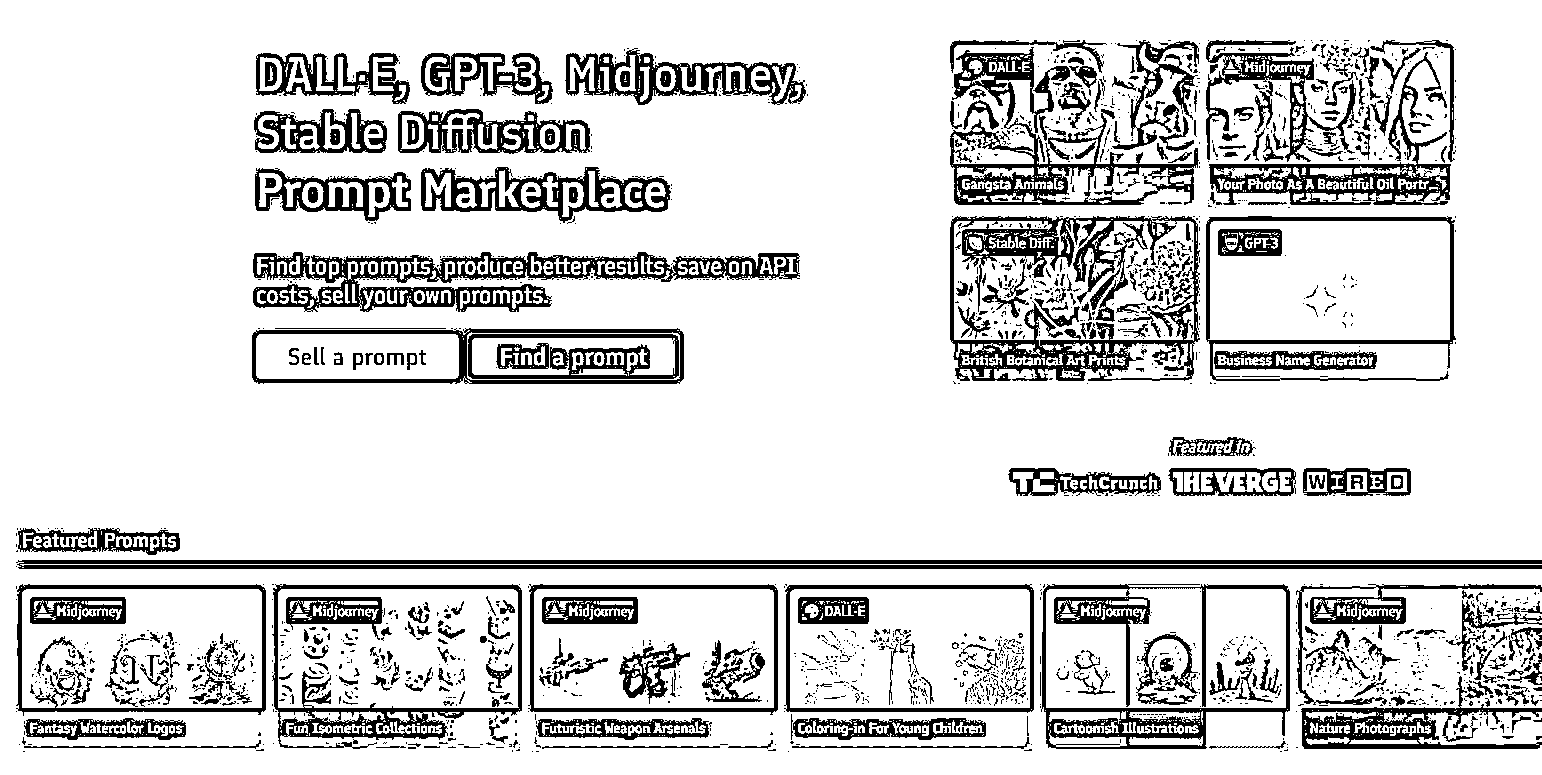 DALL·E, GPT-3, Midjourney,
Stable Diffusion
Prompt Marketplace
Find top prompts, produce better results, save on API
costs, sell your own prompts.
Sell a prompt
Find a prompt
DALL·E
Gangsta Animals
Midjourney
Your Photo As A Beautiful Oil Portr...
Stable Diff.
British Botanical Art Prints
GPT-3
Business Name Generator
Featured in
TC TechCrunch
THE VERGE
WIRED
Featured Prompts
Midjourney
Fantasy Watercolor Logos
N
Midjourney
Fun Isometric Collections
Midjourney
Futuristic Weapon Arsenals
DALL·E
Coloring-in For Young Children
Midjourney
Cartoonish Illustrations
Midjourney
Nature Photographs